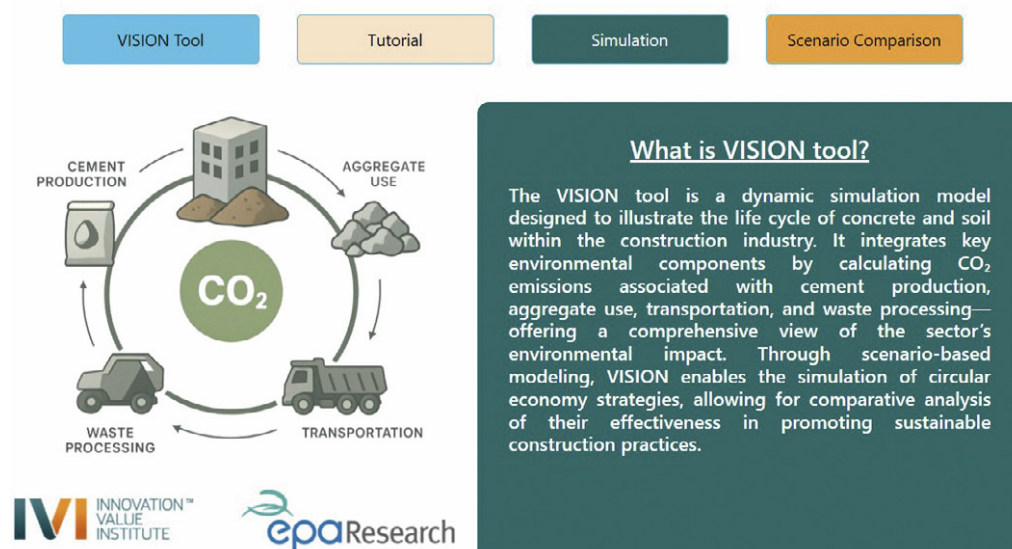 VISION Tool
Tutorial
Simulation
Scenario Comparison
CEMENT
PRODUCTION
AGGREGATE
USE
CO₂
WASTE
PROCESSING
TRANSPORTATION
IVI INNOVATION™
VALUE
INSTITUTE
epaResearch
What is VISION tool?
The VISION tool is a dynamic simulation model
designed to illustrate the life cycle of concrete and soil
within the construction industry. It integrates key
environmental components by calculating CO₂
emissions associated with cement production,
aggregate use, transportation, and waste processing—
offering a comprehensive view of the sector's
environmental impact. Through scenario-based
modeling, VISION enables the simulation of circular
economy strategies, allowing for comparative analysis
of their effectiveness in promoting sustainable
construction practices.